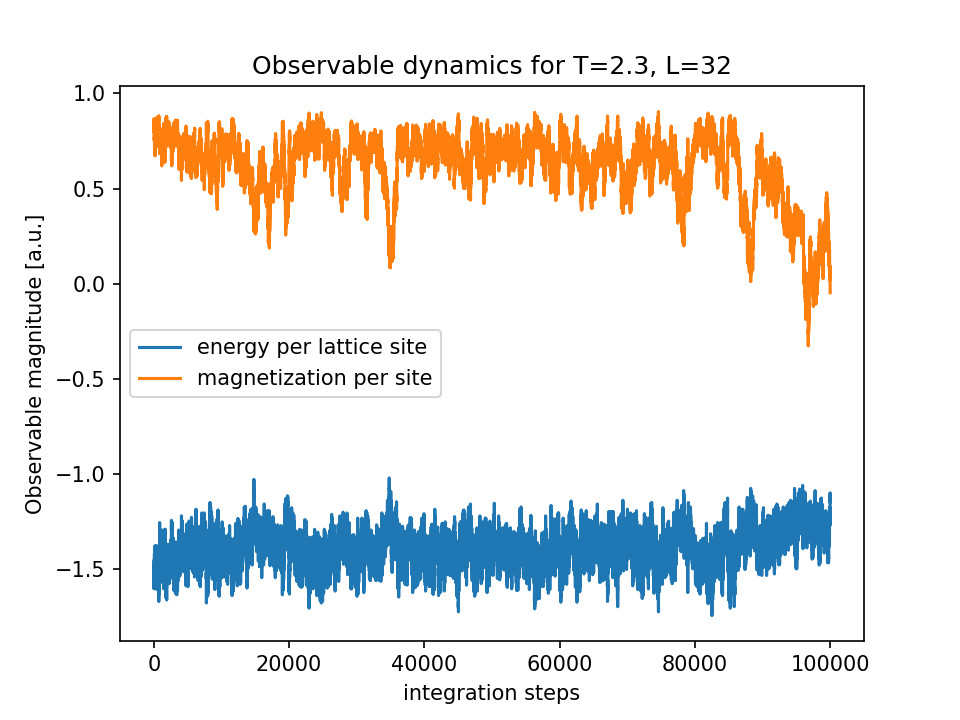 Observable dynamics for T=2.3, L=32
Observable magnitude [a.u.]
1.0
0.5
0.0
−0.5
−1.0
−1.5
energy per lattice site
magnetization per site
0 20000 40000 60000 80000 100000
integration steps